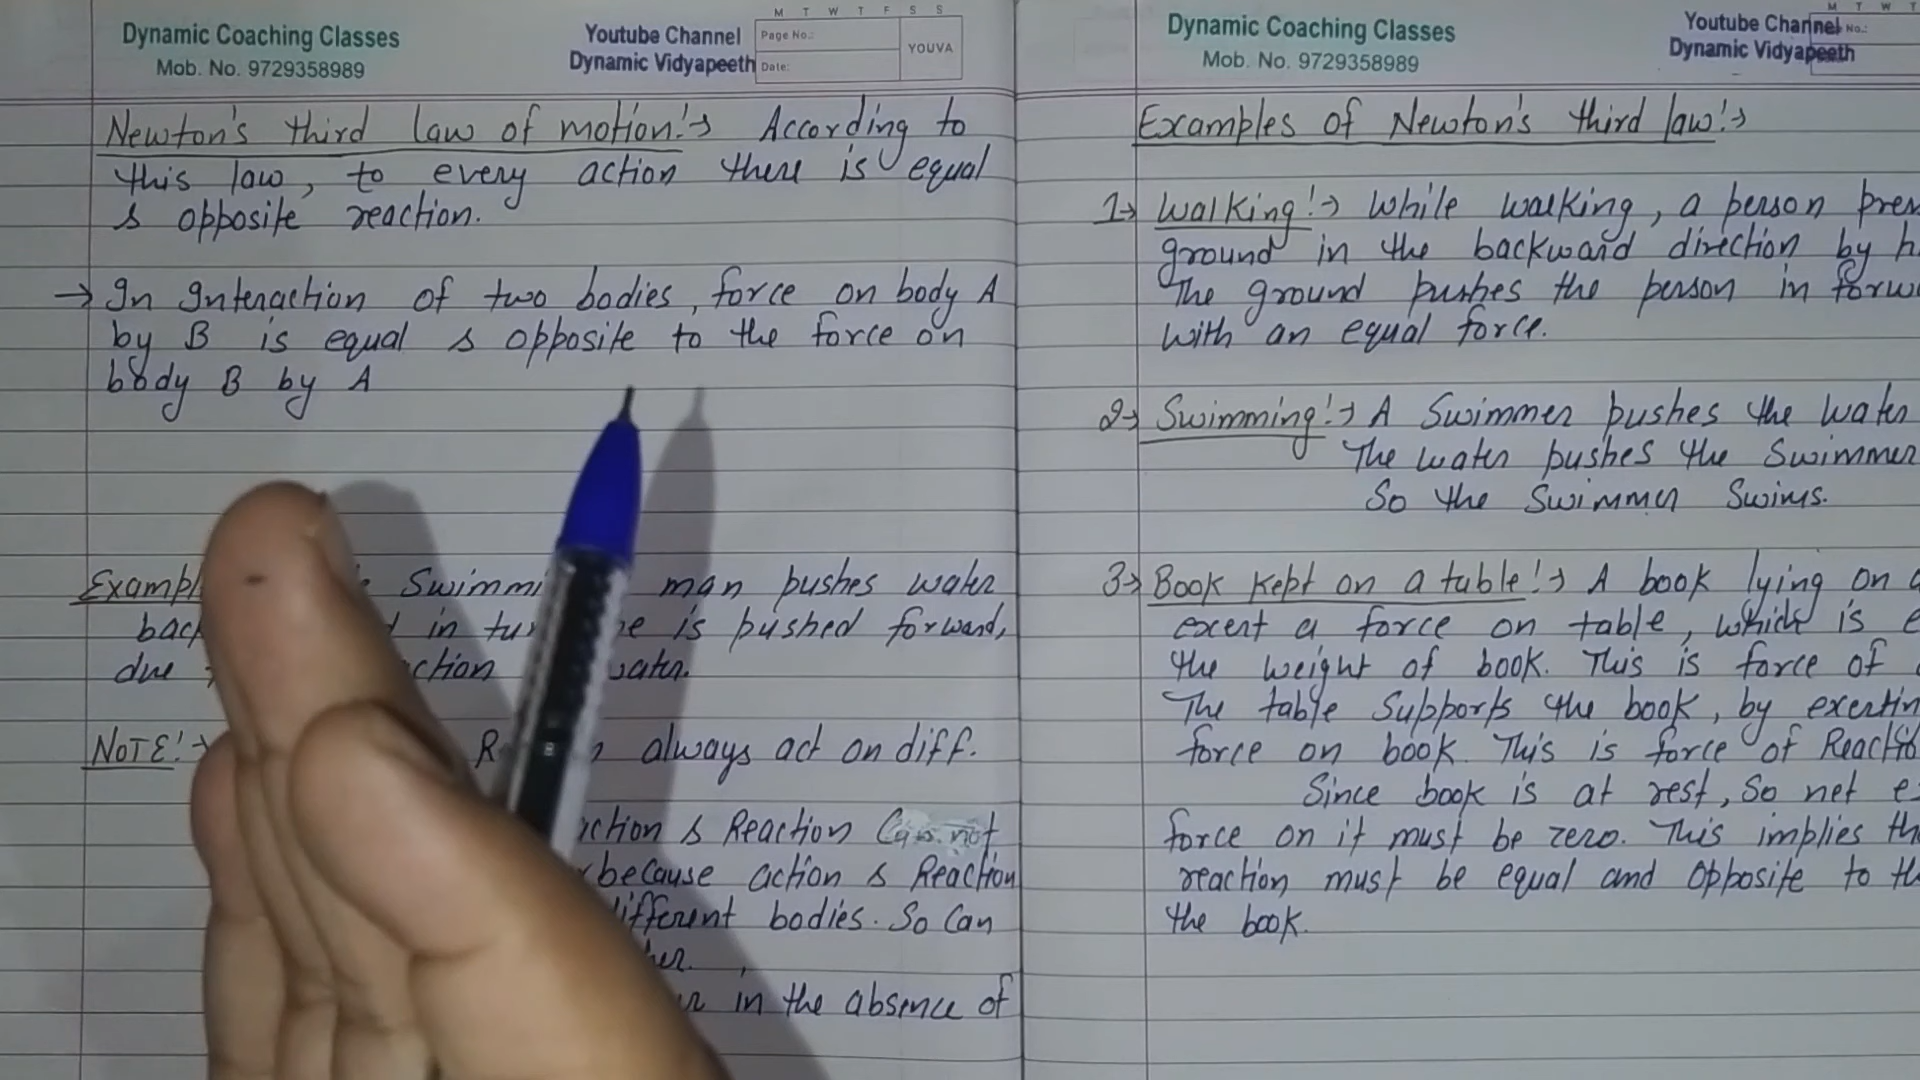 Dynamic Coaching Classes
Mob. No. 9729358989
Youtube Channel
Dynamic Vidyapeeth
M T W T F S S
Page No.:
Date:
YOUVA
Newton's third law of motion:→ According to
this law, to every action there is equal
& opposite reaction.
→ In Interaction of two bodies, force on body A
by B is equal & opposite to the force on
body B by A
Swimming man pushes water
in is pushed forward,
due water.
NOTE:→ always act on diff.
& Reaction Can not
because action & Reaction
different bodies. So Can
in the absence of
Dynamic Coaching Classes
Mob. No. 9729358989
Youtube Channel
Dynamic Vidyapeeth
M T W T
No.:
Examples of Newton's third law:→
1→ Walking:→ While walking, a person
ground in the backward direction by
The ground pushes the person in
with an equal force.
2→ Swimming:→ A Swimmer pushes the water
The water pushes the Swimmer
So the Swimmer Swims.
3→ Book Kept on a table:→ A book lying on
exert a force on table, which is
the weight of book. This is force of
The table Supports the book, by
force on book. This is force of
Since book is at rest, So net
force on it must be zero. This implies
reaction must be equal and Opposite to
the book.